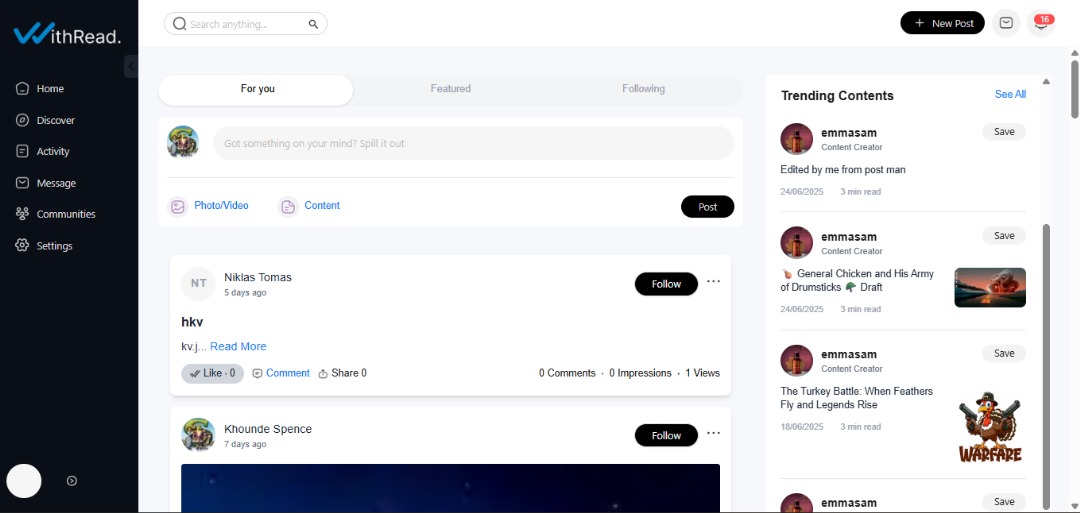 WithRead.
Search anything...
New Post
16
Home
Discover
Activity
Message
Communities
Settings
For you
Featured
Following
Got something on your mind? Spill it out
Photo/Video
Content
Post
NT
Niklas Tomas
5 days ago
Follow
hkv
kv.j... Read More
Like · 0
Comment
Share 0
0 Comments · 0 Impressions · 1 Views
Khounde Spence
7 days ago
Follow
Trending Contents
See All
emmasam
Content Creator
Save
Edited by me from post man
24/06/2025 3 min read
emmasam
Content Creator
Save
🍗 General Chicken and His Army
of Drumsticks 🪖 Draft
24/06/2025 3 min read
emmasam
Content Creator
Save
The Turkey Battle: When Feathers
Fly and Legends Rise
18/06/2025 3 min read
WARFARE
emmasam
Save